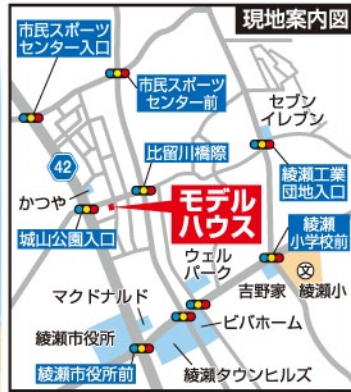 現地案内図
市民スポーツ
センター入口
市民スポーツ
センター前
セブン
イレブン
42
比留川橋際
綾瀬工業
団地入口
かつや
モデル
ハウス
城山公園入口
綾瀬
小学校前
ウェル
パーク
文
マクドナルド
吉野家
綾瀬小
綾瀬市役所
ビバホーム
綾瀬市役所前
綾瀬タウンヒルズ